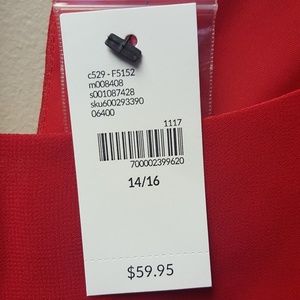 c529 - F5152
m008408
s001087428
sku600293390
06400
1117
700002399620
14/16
$59.95